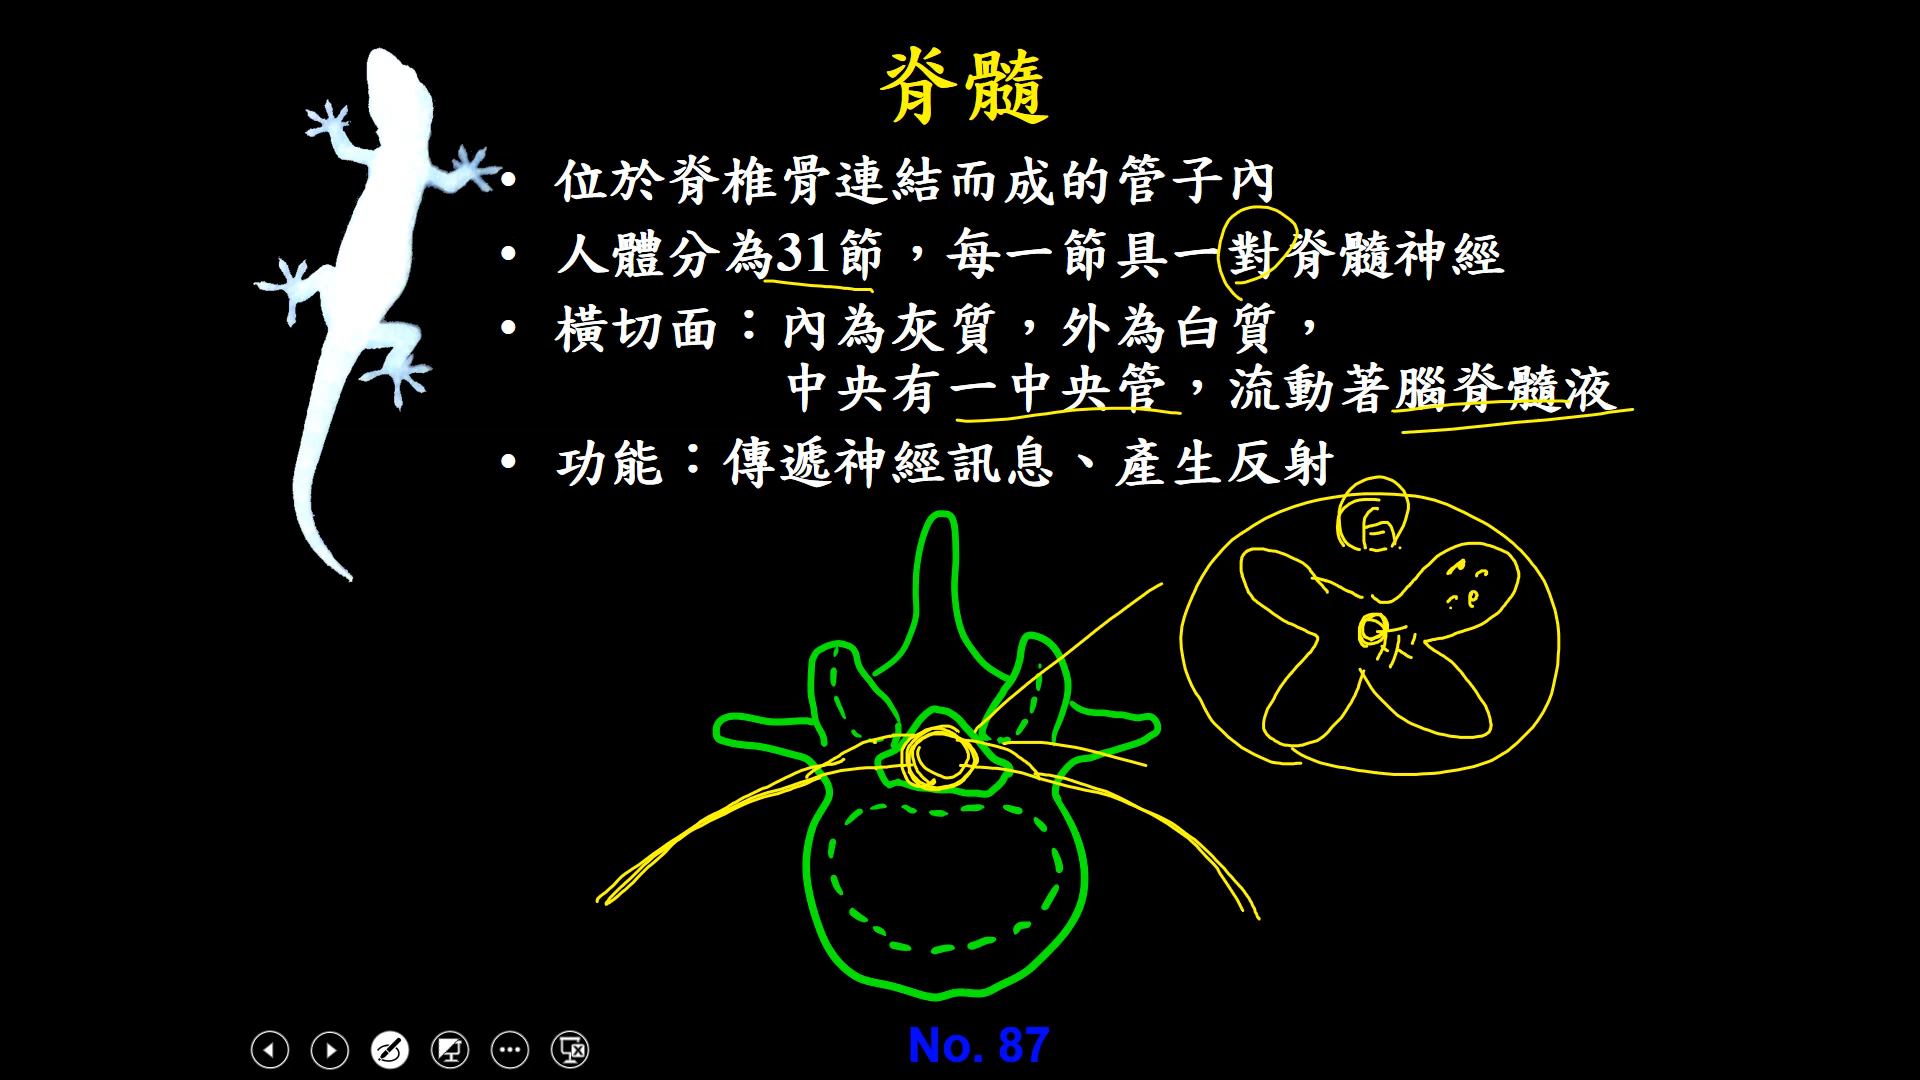 脊髓
• 位於脊椎骨連結而成的管子內
• 人體分為31節，每一節具一對脊髓神經
• 橫切面：內為灰質，外為白質，
中央有一中央管，流動著腦脊髓液
• 功能：傳遞神經訊息、產生反射
白
灰
No. 87